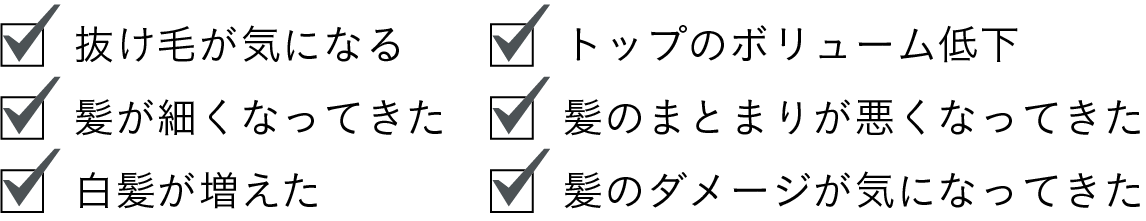 抜け毛が気になる
髪が細くなってきた
白髪が増えた
トップのボリューム低下
髪のまとまりが悪くなってきた
髪のダメージが気になってきた